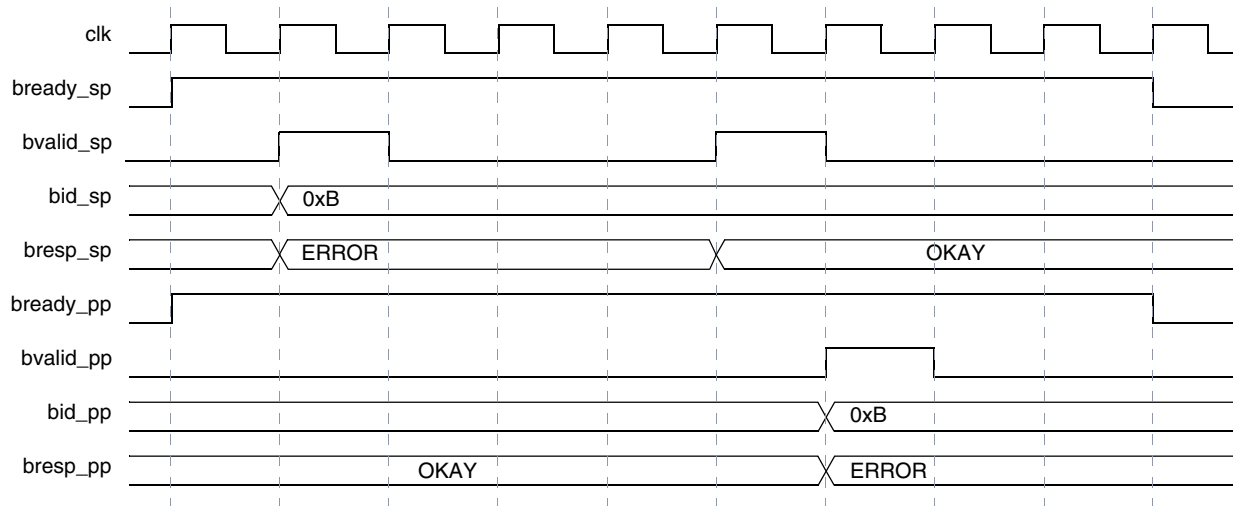 clk
bready_sp
bvalid_sp
bid_sp 0xB
bresp_sp ERROR OKAY
bready_pp
bvalid_pp
bid_pp 0xB
bresp_pp OKAY ERROR